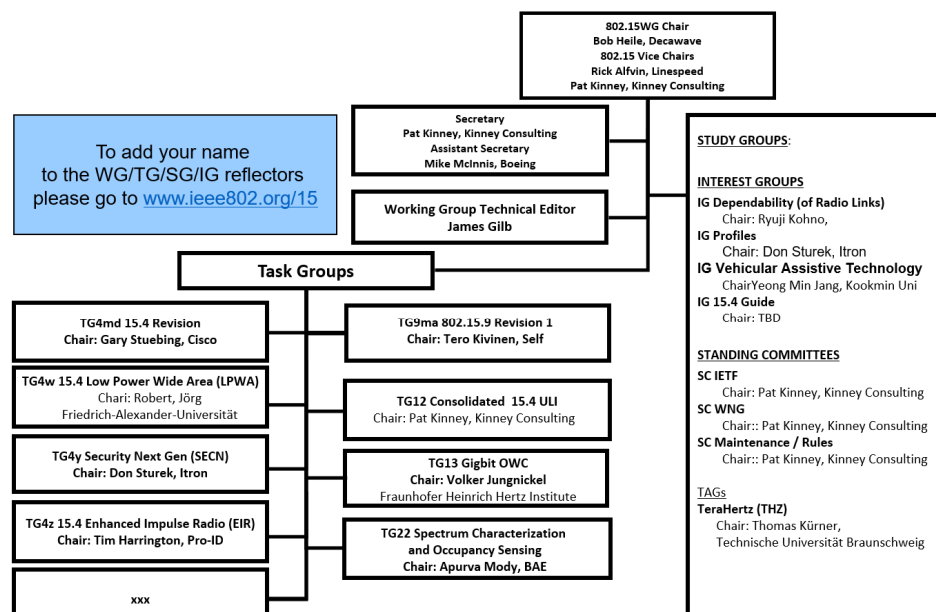 802.15WG Chair
Bob Heile, Decawave
802.15 Vice Chairs
Rick Alfvin, Linespeed
Pat Kinney, Kinney Consulting
Secretary
Pat Kinney, Kinney Consulting
Assistant Secretary
Mike McInnis, Boeing
To add your name
to the WG/TG/SG/IG reflectors
please go to www.ieee802.org/15
Working Group Technical Editor
James Gilb
Task Groups
TG4md 15.4 Revision
Chair: Gary Stuebing, Cisco
TG9ma 802.15.9 Revision 1
Chair: Tero Kivinen, Self
TG4w 15.4 Low Power Wide Area (LPWA)
Chari: Robert, Jörg
Friedrich-Alexander-Universität
TG12 Consolidated 15.4 ULI
Chair: Pat Kinney, Kinney Consulting
TG4y Security Next Gen (SECN)
Chair: Don Sturek, Itron
TG13 Gigbit OWC
Chair: Volker Jungnickel
Fraunhofer Heinrich Hertz Institute
TG4z 15.4 Enhanced Impulse Radio (EIR)
Chair: Tim Harrington, Pro-ID
TG22 Spectrum Characterization
and Occupancy Sensing
Chair: Apurva Mody, BAE
xxx
STUDY GROUPS:
INTEREST GROUPS
IG Dependability (of Radio Links)
Chair: Ryuji Kohno,
IG Profiles
Chair: Don Sturek, Itron
IG Vehicular Assistive Technology
ChairYeong Min Jang, Kookmin Uni
IG 15.4 Guide
Chair: TBD
STANDING COMMITTEES
SC IETF
Chair: Pat Kinney, Kinney Consulting
SC WNG
Chair:: Pat Kinney, Kinney Consulting
SC Maintenance / Rules
Chair:: Pat Kinney, Kinney Consulting
TAGs
TeraHertz (THZ)
Chair: Thomas Kürner,
Technische Universität Braunschweig